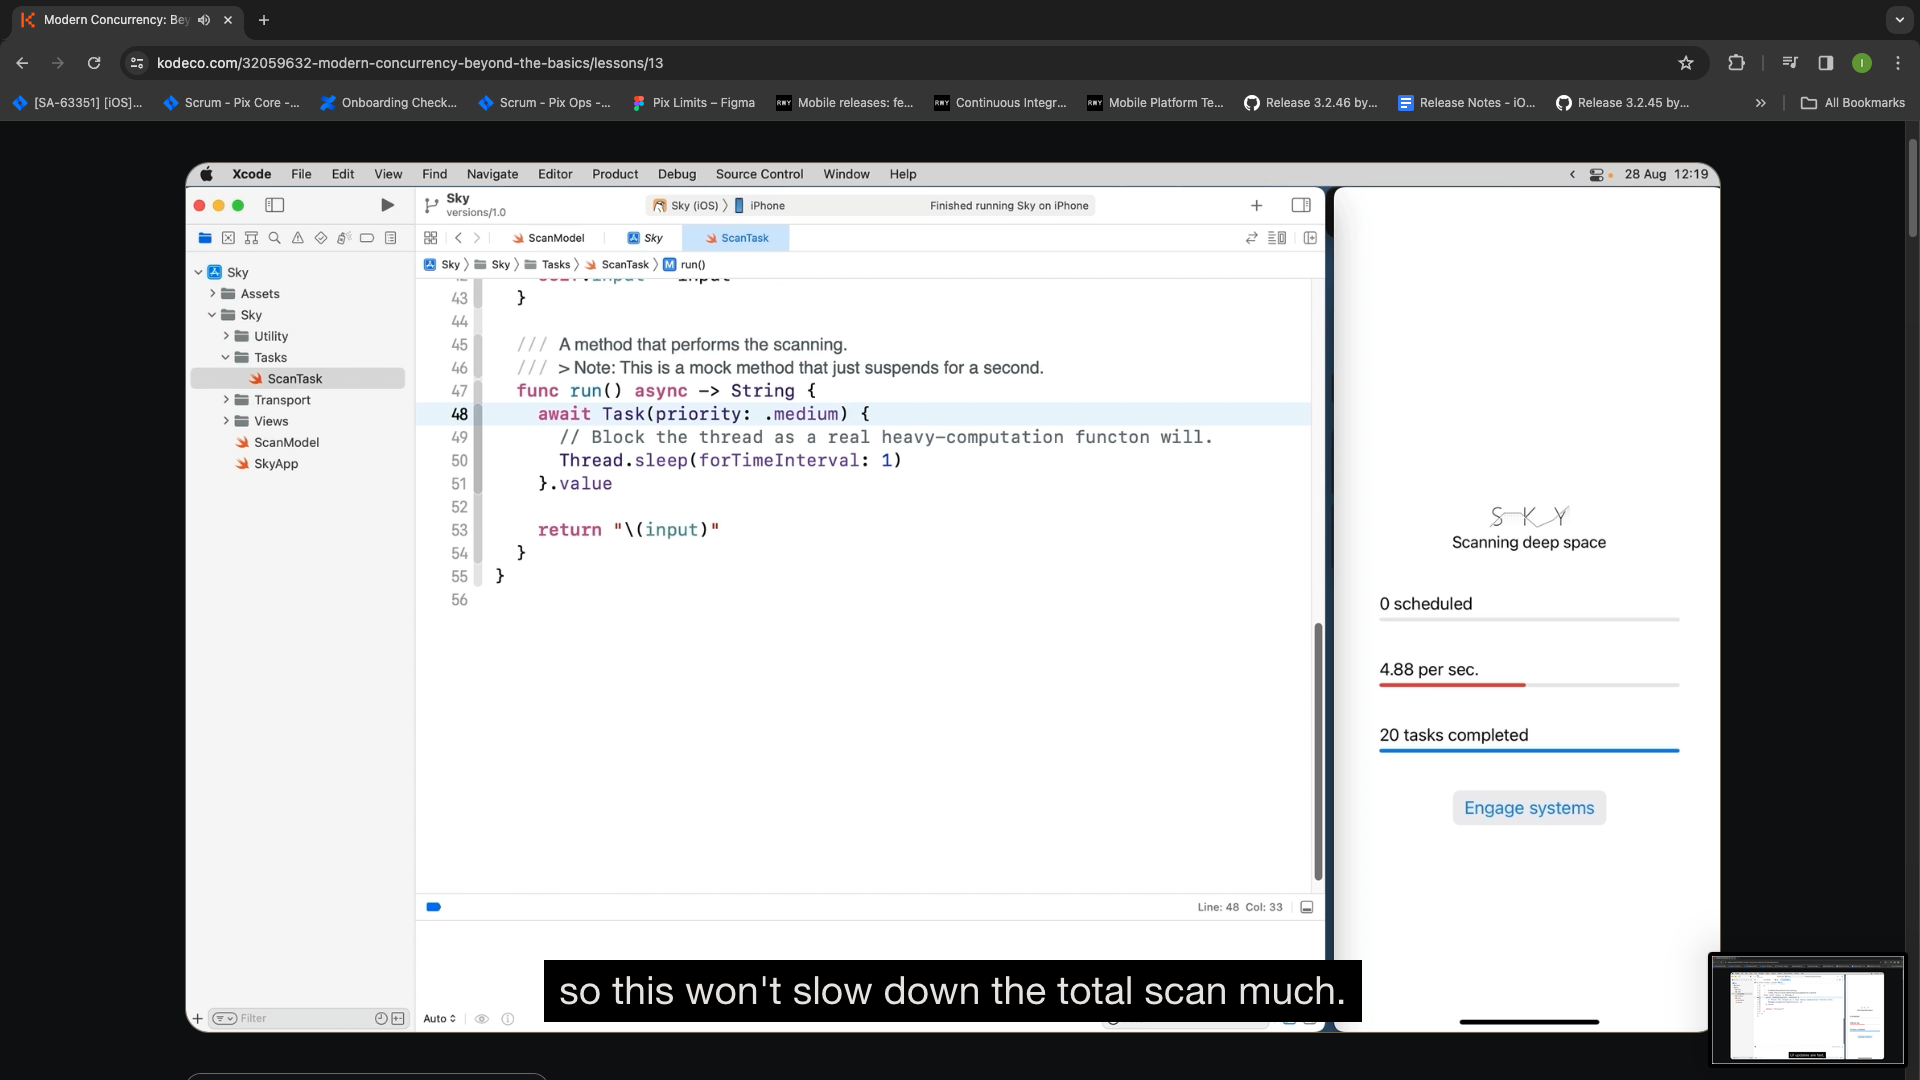 Modern Concurrency: Bey
kodeco.com/32059632-modern-concurrency-beyond-the-basics/lessons/13
[SA-63351] [iOS]...
Scrum - Pix Core -...
Onboarding Check...
Scrum - Pix Ops -...
Pix Limits – Figma
RWY Mobile releases: fe...
RWY Continuous Integr...
RWY Mobile Platform Te...
Release 3.2.46 by...
Release Notes - iO...
Release 3.2.45 by...
All Bookmarks
Xcode File Edit View Find Navigate Editor Product Debug Source Control Window Help
28 Aug 12:19
Sky
versions/1.0
Sky (iOS) iPhone
Finished running Sky on iPhone
ScanModel
Sky
ScanTask
Sky Sky Tasks ScanTask M run()
Sky
Assets
Sky
Utility
Tasks
ScanTask
Transport
Views
ScanModel
SkyApp
43 }
44
45 /// A method that performs the scanning.
46 /// > Note: This is a mock method that just suspends for a second.
47 func run() async -> String {
48 await Task(priority: .medium) {
49 // Block the thread as a real heavy-computation functon will.
50 Thread.sleep(forTimeInterval: 1)
51 }.value
52
53 return "\(input)"
54 }
55 }
56
Line: 48 Col: 33
Filter
Auto
S K Y
Scanning deep space
0 scheduled
4.88 per sec.
20 tasks completed
Engage systems
so this won't slow down the total scan much.